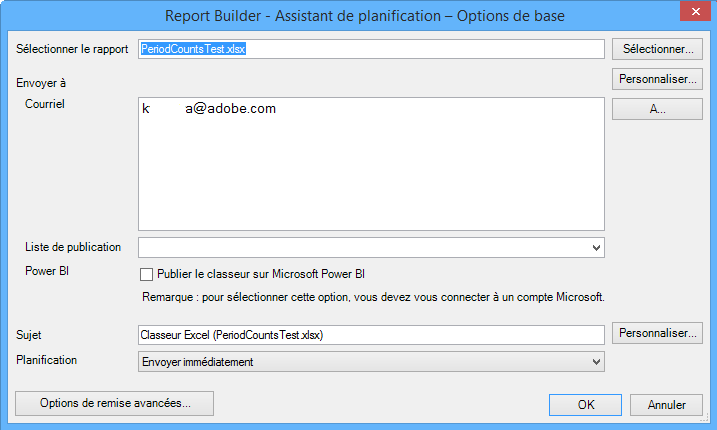 Report Builder - Assistant de planification – Options de base
Sélectionner le rapport PeriodCountsTest.xlsx Sélectionner...
Personnaliser...
Envoyer à
Courriel k a@adobe.com A...
Liste de publication
Power BI Publier le classeur sur Microsoft Power BI
Remarque : pour sélectionner cette option, vous devez vous connecter à un compte Microsoft.
Sujet Classeur Excel (PeriodCountsTest.xlsx) Personnaliser...
Planification Envoyer immédiatement
Options de remise avancées... OK Annuler